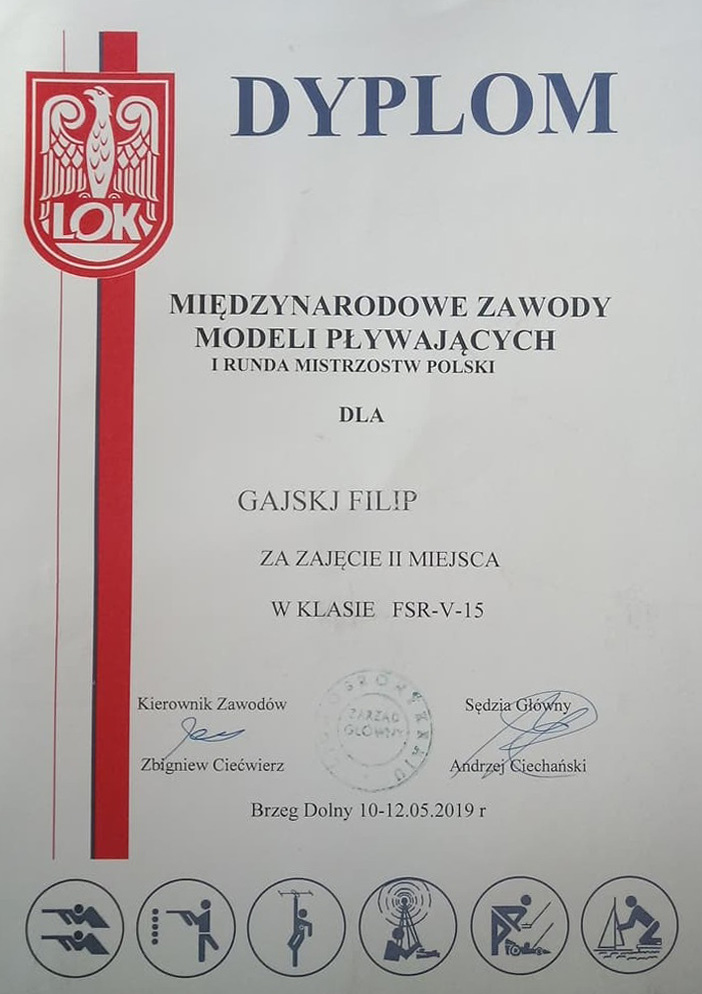 DYPLOM
LOK
MIĘDZYNARODOWE ZAWODY
MODELI PŁYWAJĄCYCH
I RUNDA MISTRZOSTW POLSKI
DLA
GAJSKJ FILIP
ZA ZAJĘCIE II MIEJSCA
W KLASIE FSR-V-15
Kierownik Zawodów
Zbigniew Ciećwierz
ZARZĄD
GŁÓWNY
Sędzia Główny
Andrzej Ciechański
Brzeg Dolny 10-12.05.2019 r